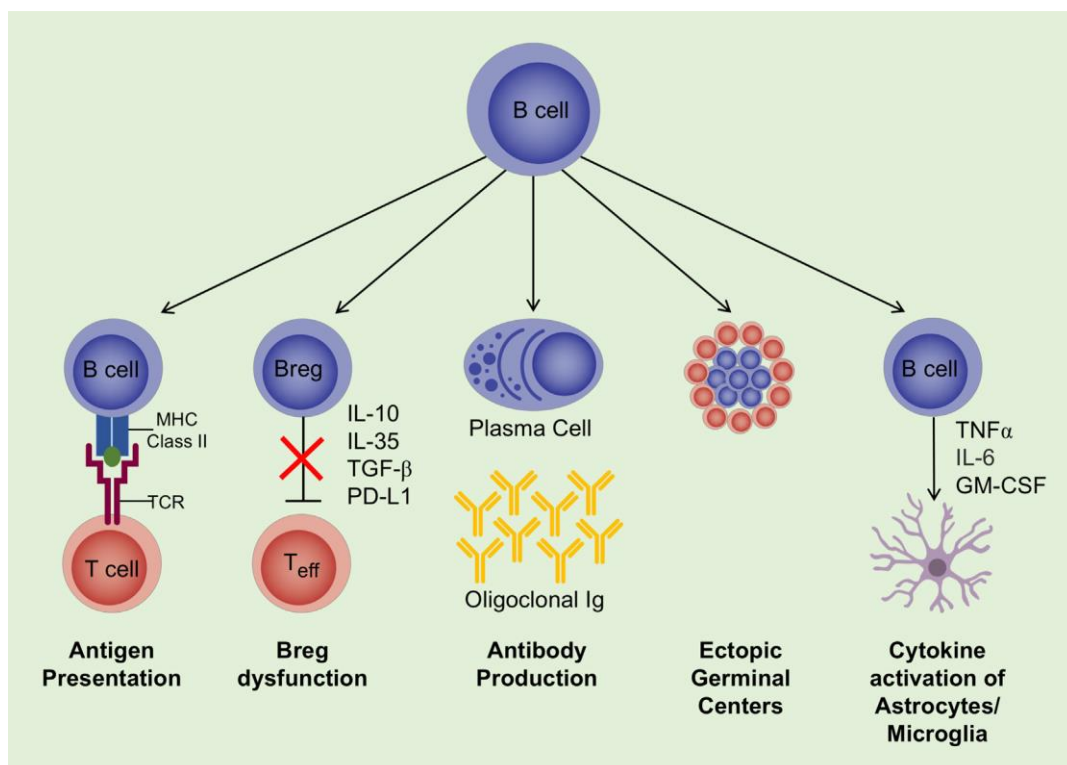 B cell
B cell
MHC
Class II
TCR
T cell
Antigen
Presentation
Breg
IL-10
IL-35
TGF-β
PD-L1
Teff
Breg
dysfunction
Plasma Cell
Oligoclonal Ig
Antibody
Production
Ectopic
Germinal
Centers
B cell
TNFα
IL-6
GM-CSF
Cytokine
activation of
Astrocytes/
Microglia